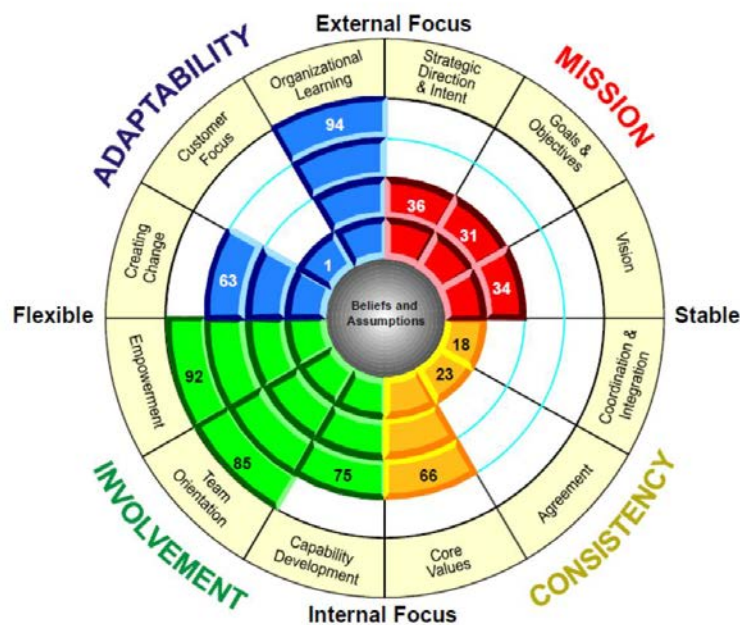 External Focus
ADAPTABILITY
MISSION
Organizational
Learning
Strategic
Direction
& Intent
Customer
Focus
Goals &
Objectives
Creating
Change
Vision
94
36
31
34
63
1
Flexible
Beliefs and
Assumptions
Stable
18
23
92
85
75
66
Empowerment
Coordination &
Integration
Team
Orientation
Agreement
Capability
Development
Core
Values
INVOLVEMENT
CONSISTENCY
Internal Focus